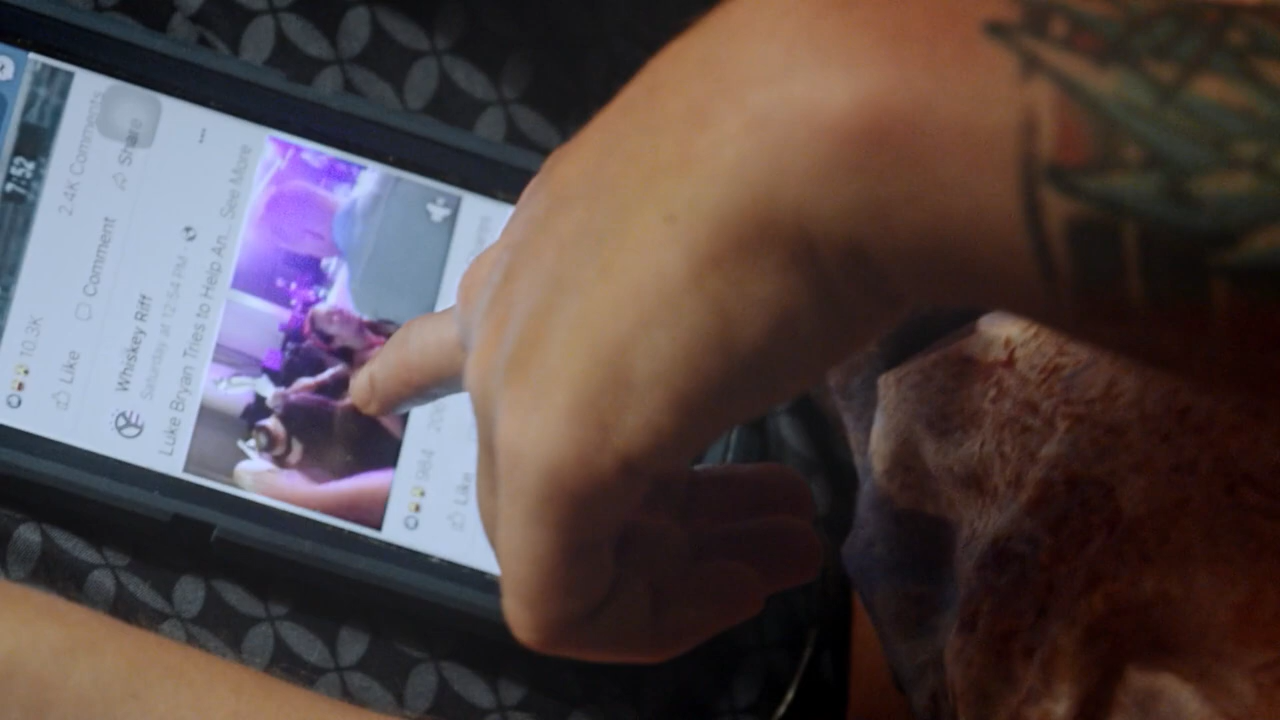 7:52
10.3K
2.4K Comments
Like
Comment
Share
Whiskey Riff
Saturday at 12:54 PM
Luke Bryan Tries to Help An... See More
984
Like